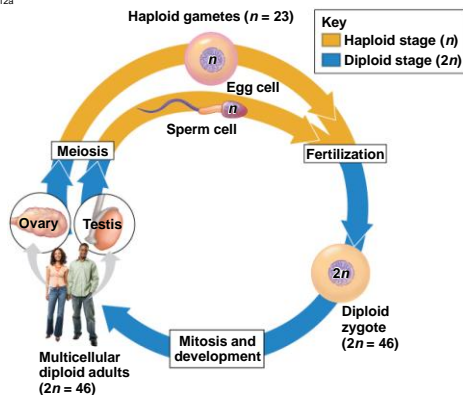 12a
Haploid gametes (n = 23)
Key
Haploid stage (n)
Diploid stage (2n)
n
Egg cell
n
Sperm cell
Meiosis
Fertilization
Ovary
Testis
2n
Diploid
zygote
(2n = 46)
Mitosis and
development
Multicellular
diploid adults
(2n = 46)